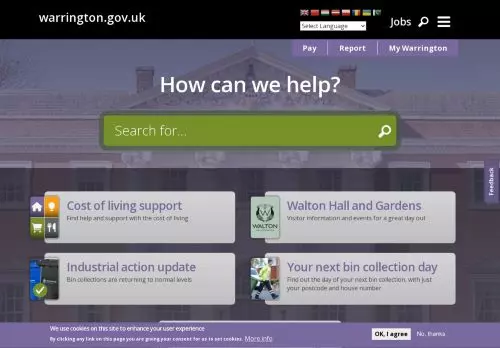 warrington.gov.uk
Select Language
Jobs
Pay
Report
My Warrington
How can we help?
Search for...
Feedback
Cost of living support
Find help and support with the cost of living
Walton Hall and Gardens
Visitor information and events for a great day out
WALTON
Industrial action update
Bin collections are returning to normal levels
Your next bin collection day
Find out the day of your next bin collection, with just
your postcode and house number
We use cookies on this site to enhance your user experience
By clicking any link on this page you are giving your consent for us to set cookies. More info
OK, I agree
No, thanks